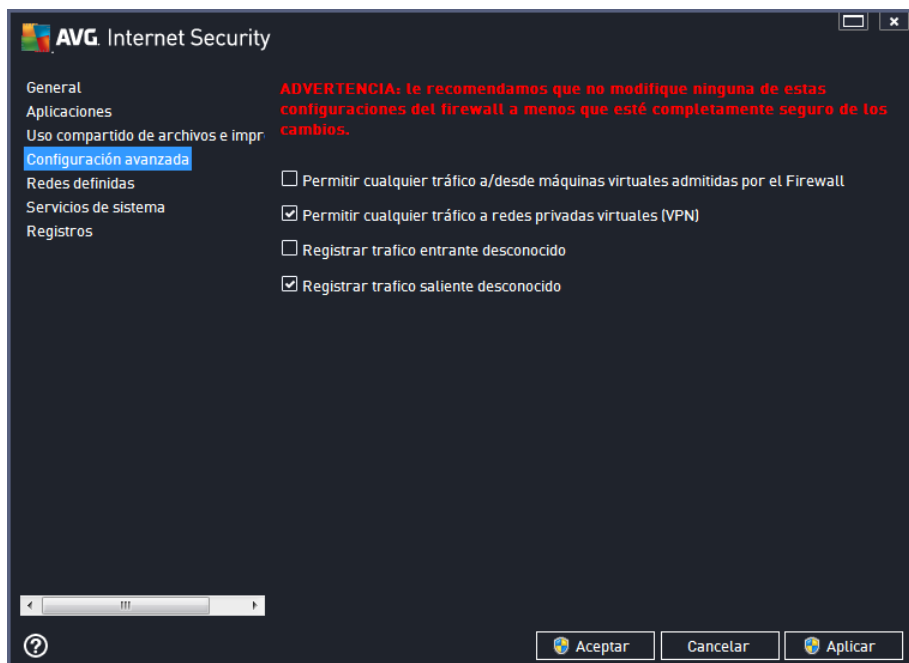 AVG. Internet Security
General
Aplicaciones
Uso compartido de archivos e impr
Configuración avanzada
Redes definidas
Servicios de sistema
Registros
ADVERTENCIA: le recomendamos que no modifique ninguna de estas
configuraciones del firewall a menos que esté completamente seguro de los
cambios.
Permitir cualquier tráfico a/desde máquinas virtuales admitidas por el Firewall
Permitir cualquier tráfico a redes privadas virtuales (VPN)
Registrar trafico entrante desconocido
Registrar trafico saliente desconocido
Aceptar
Cancelar
Aplicar